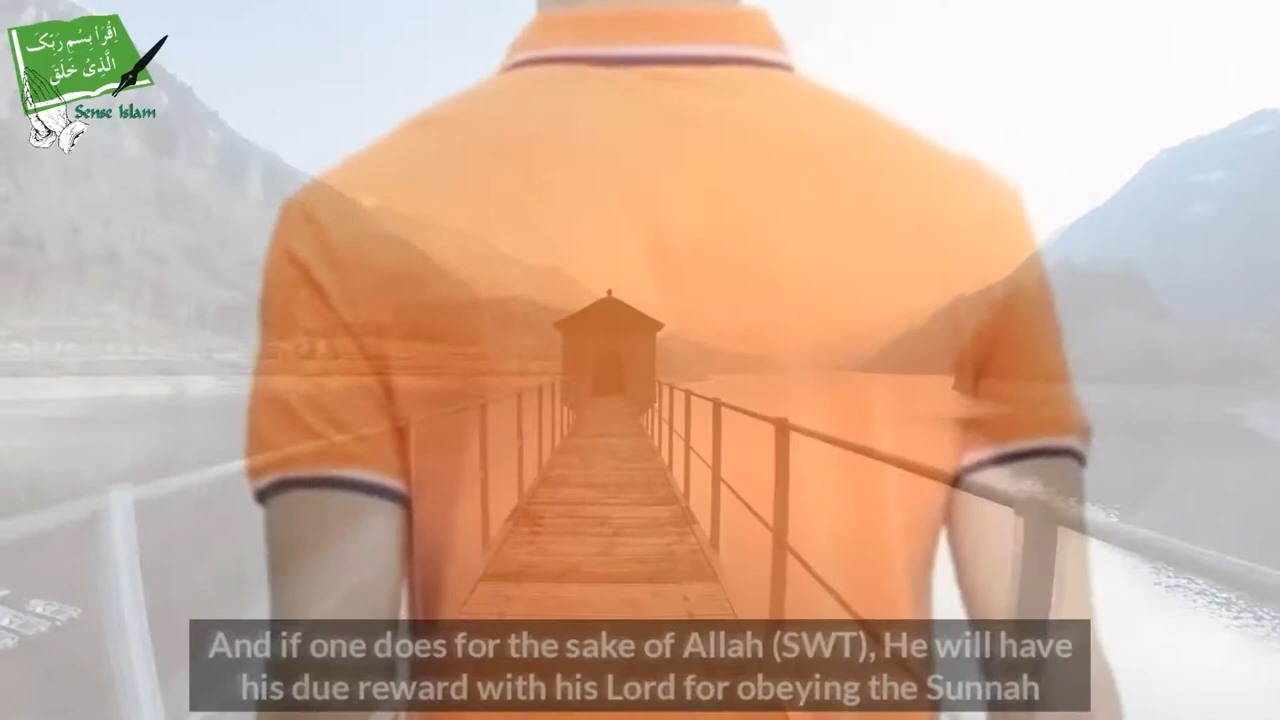 اِقْرَأْ بِسْمِ رَبِّكَ
الَّذِیْ خَلَقَ
Sense Islam
And if one does for the sake of Allah (SWT), He will have
his due reward with his Lord for obeying the Sunnah